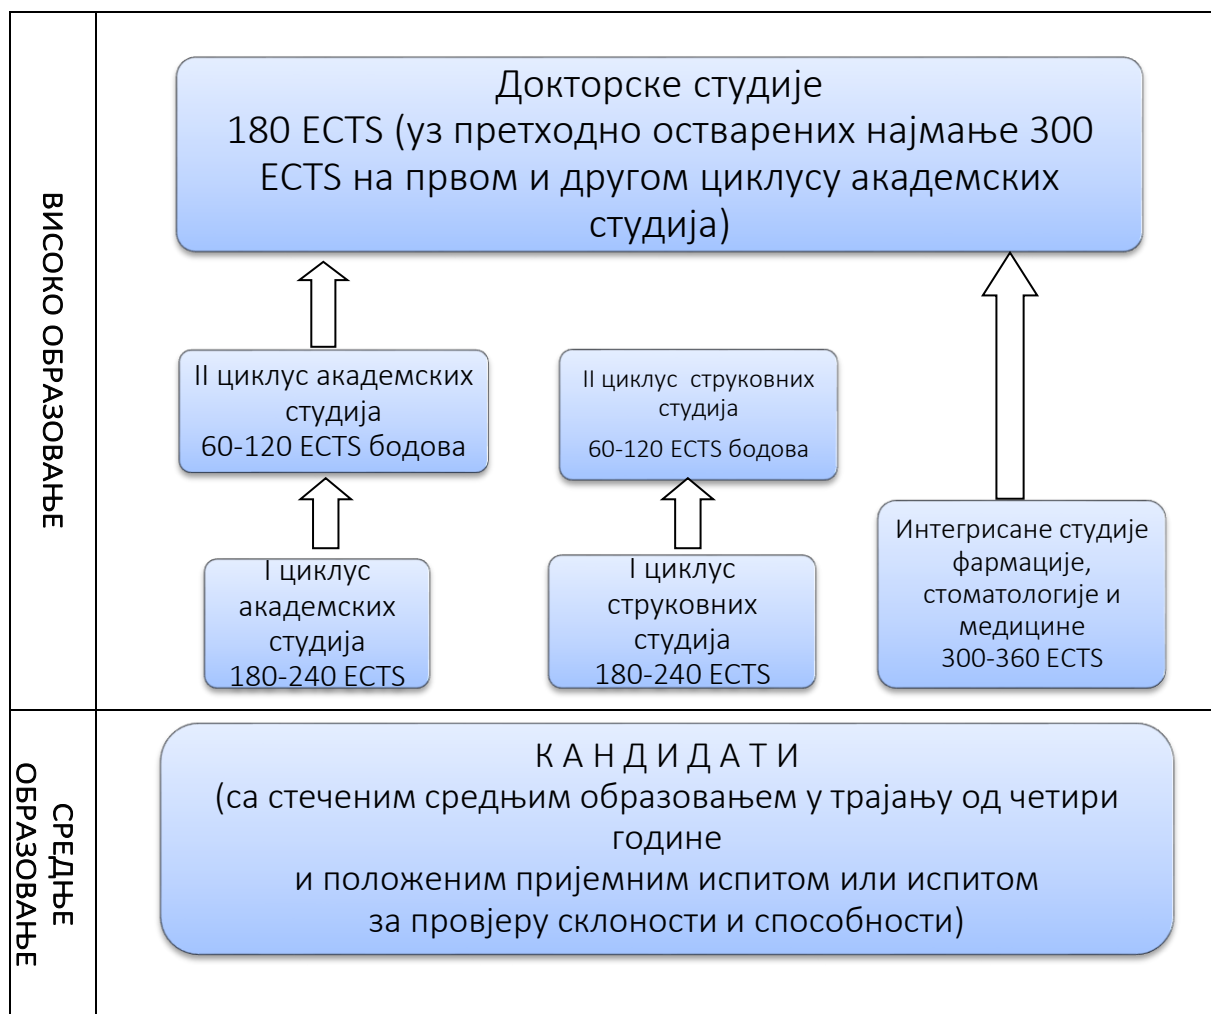 ВИСОКО ОБРАЗОВАЊЕ
Докторске студије
180 ECTS (уз претходно остварених најмање 300
ECTS на првом и другом циклусу академских
студија)
II циклус академских
студија
60-120 ECTS бодова
II циклус струковних
студија
60-120 ECTS бодова
I циклус
академских
студија
180-240 ECTS
I циклус
струковних
студија
180-240 ECTS
Интегрисане студије
фармације,
стоматологије и
медицине
300-360 ECTS
СРЕДЊЕ
ОБРАЗОВАЊЕ
К А Н Д И Д А Т И
(са стеченим средњим образовањем у трајању од четири
године
и положеним пријемним испитом или испитом
за провјеру склоности и способности)